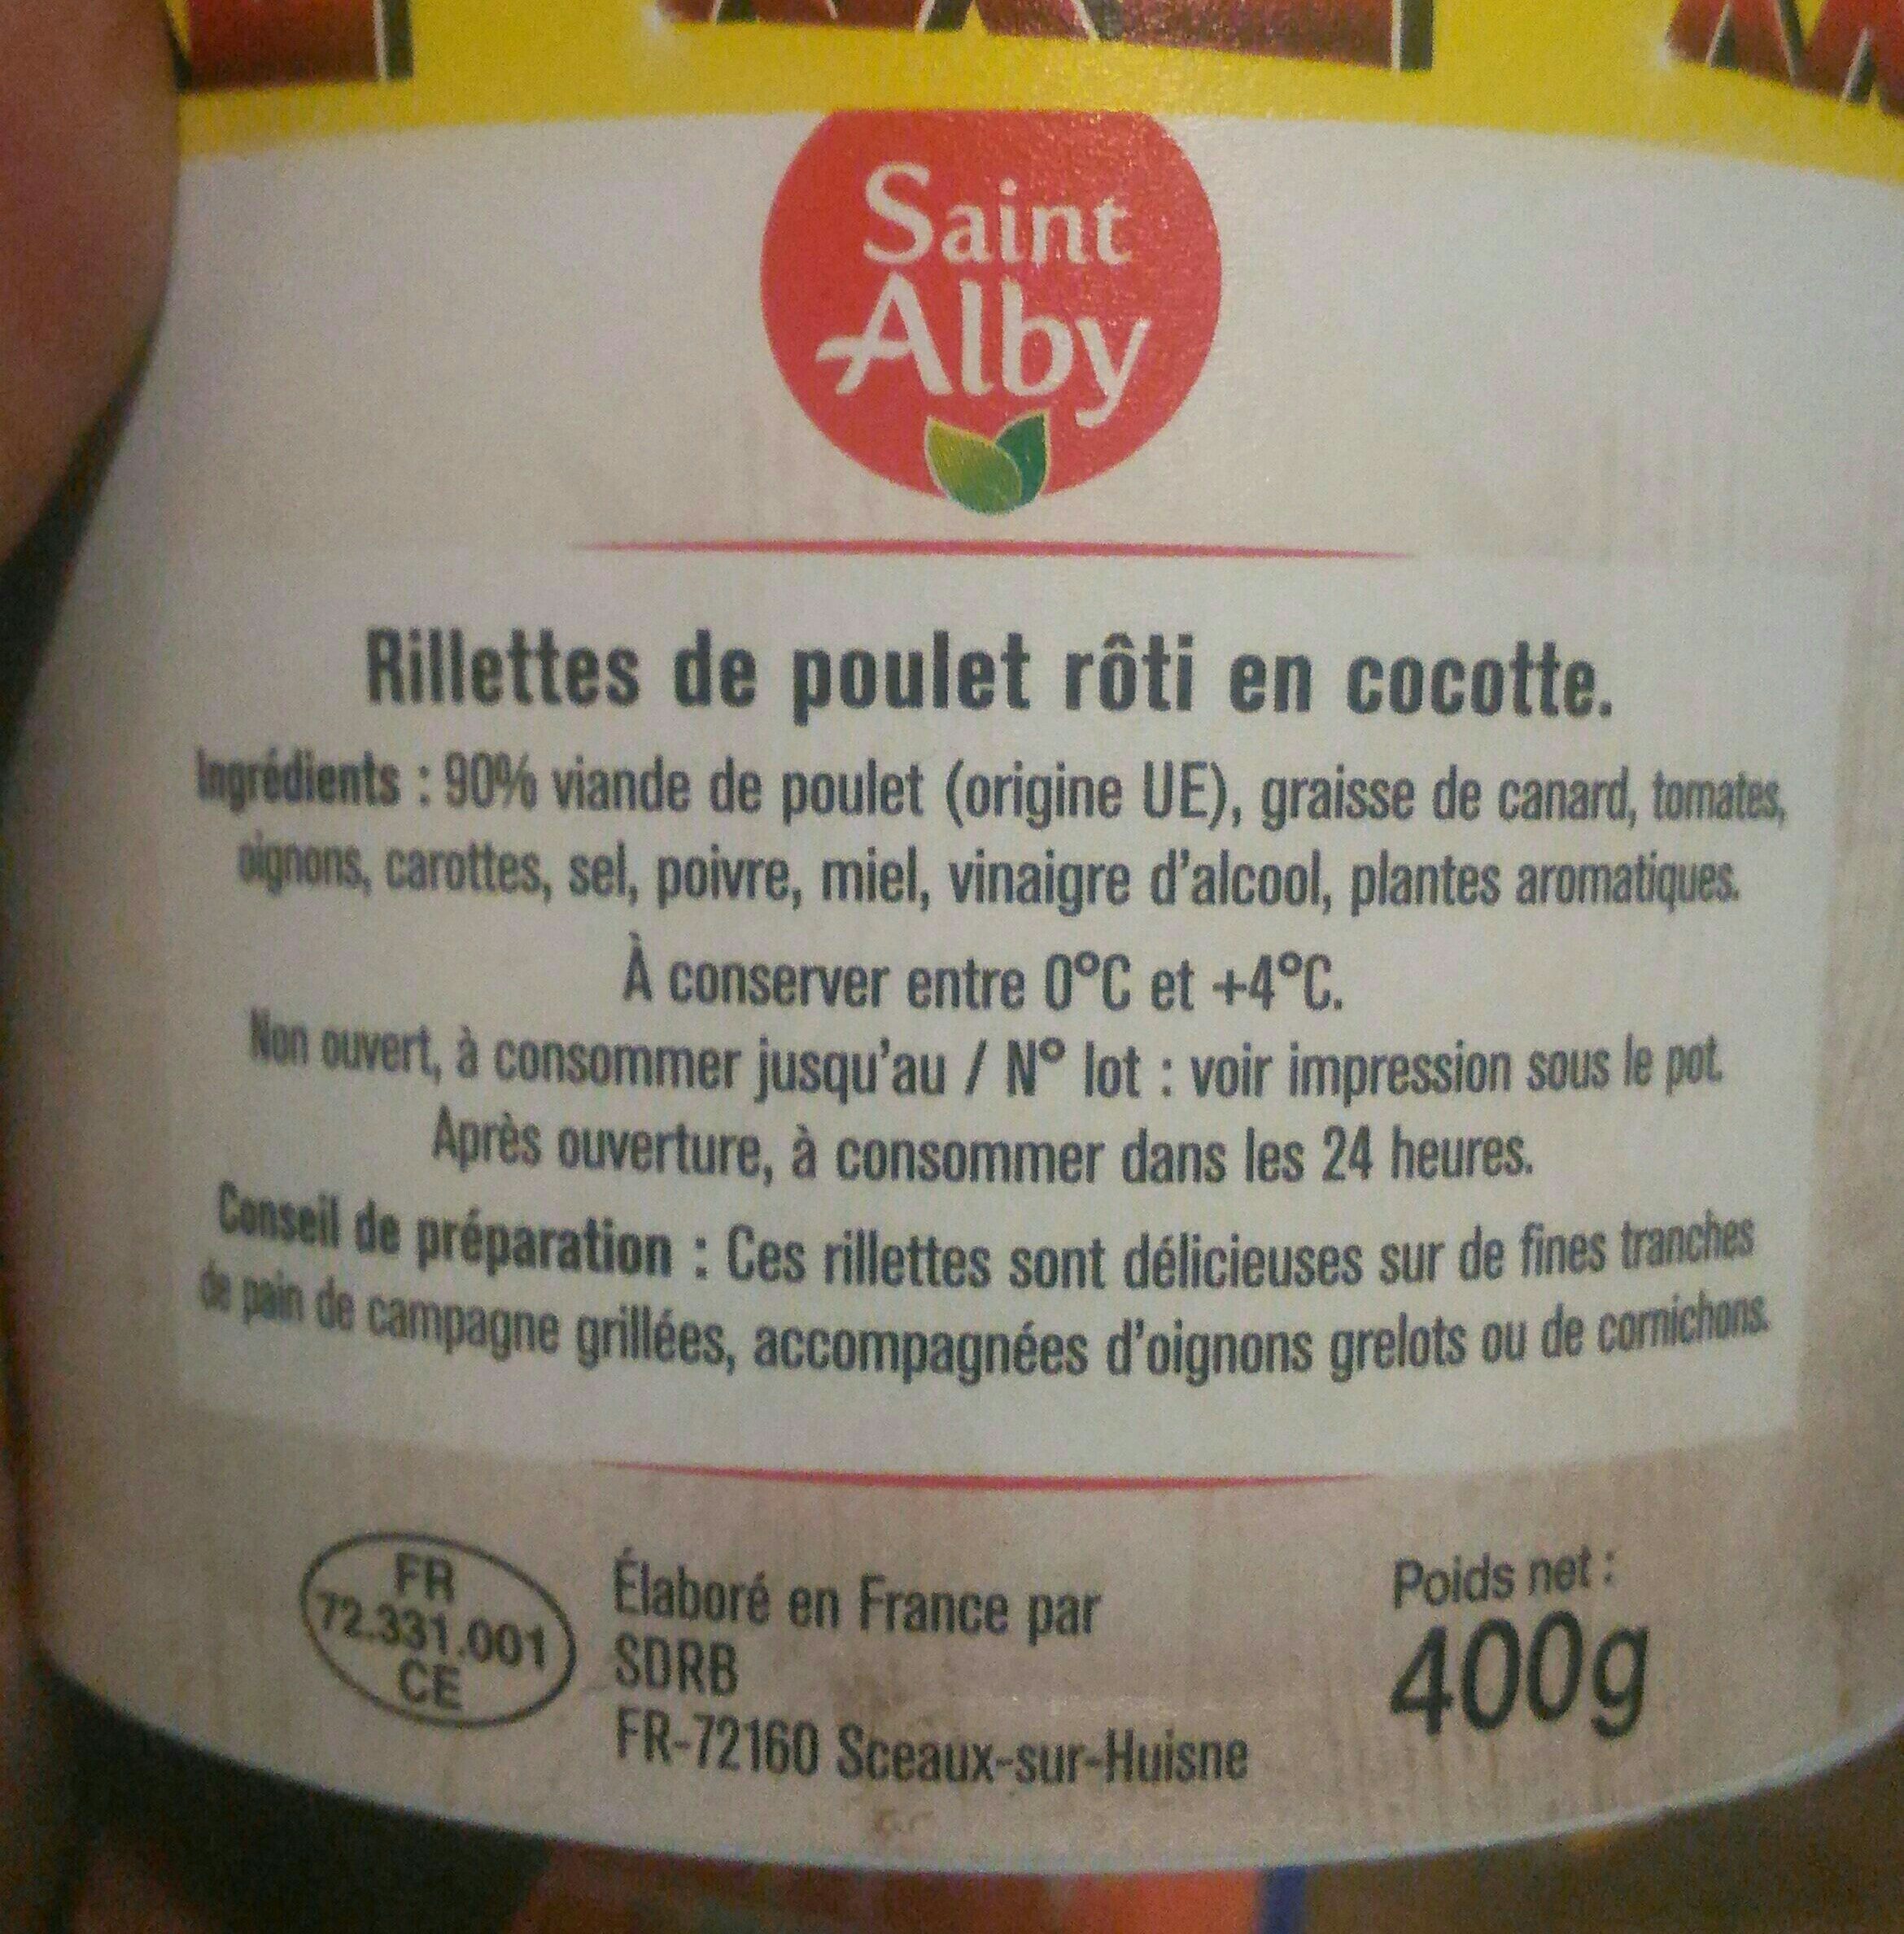 Saint
Alby
Rillettes de poulet rôti en cocotte.
Ingrédients : 90% viande de poulet (origine UE), graisse de canard, tomates,
oignons, carottes, sel, poivre, miel, vinaigre d'alcool, plantes aromatiques.
À conserver entre 0°C et +4°C.
Non ouvert, à consommer jusqu'au / N° lot : voir impression sous le pot.
Après ouverture, à consommer dans les 24 heures.
Conseil de préparation : Ces rillettes sont délicieuses sur de fines tranches
de pain de campagne grillées, accompagnées d'oignons grelots ou de cornichons.
FR
72.331.001
CE
Élaboré en France par
SDRB
FR-72160 Sceaux-sur-Huisne
Poids net :
400g